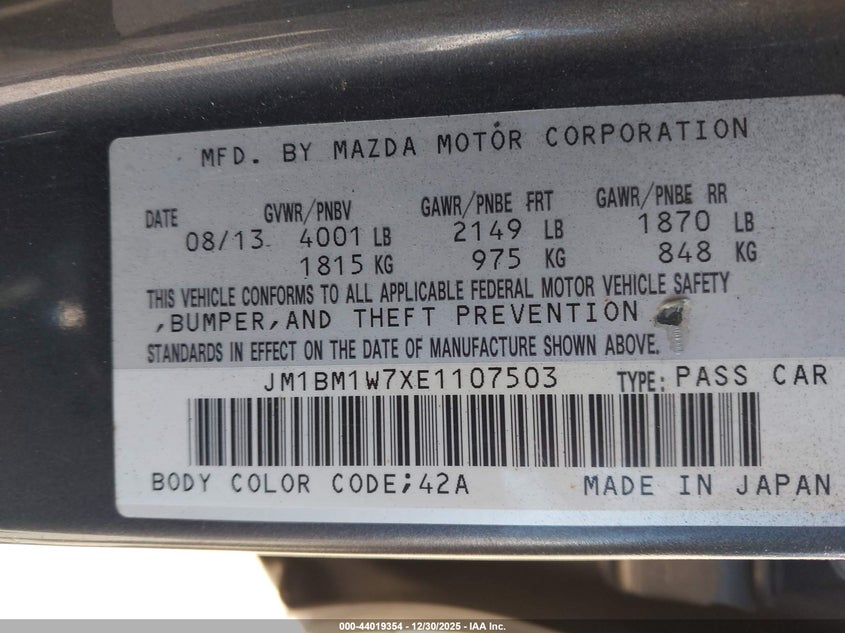 MFD. BY MAZDA MOTOR CORPORATION
DATE GVWR/PNBV GAWR/PNBE FRT GAWR/PNBE RR
08/13 4001 LB 2149 LB 1870 LB
1815 KG 975 KG 848 KG
THIS VEHICLE CONFORMS TO ALL APPLICABLE FEDERAL MOTOR VEHICLE SAFETY
,BUMPER,AND THEFT PREVENTION
STANDARDS IN EFFECT ON THE DATE OF MANUFACTURE SHOWN ABOVE.
JM1BM1W7XE1107503 TYPE: PASS CAR
BODY COLOR CODE;42A MADE IN JAPAN
000-44019354 - 12/30/2025 - IAA Inc.